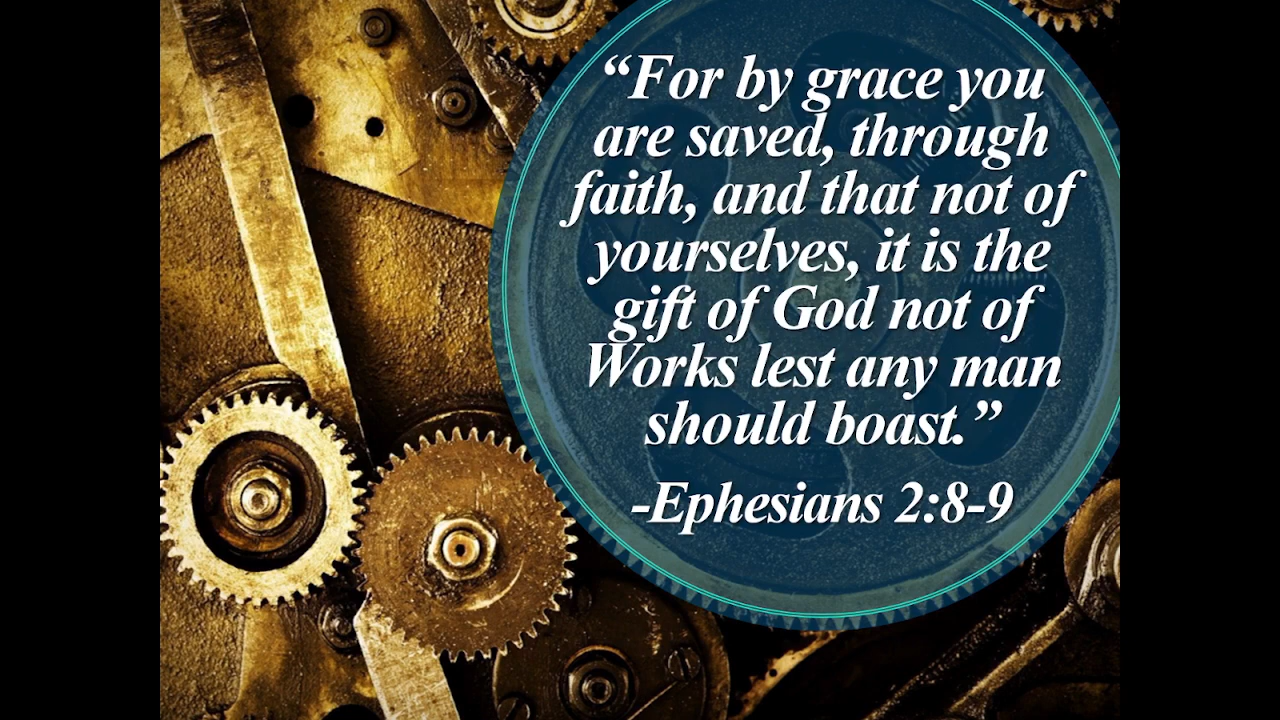 “For by grace you
are saved, through
faith, and that not of
yourselves, it is the
gift of God not of
Works lest any man
should boast.”
-Ephesians 2:8-9